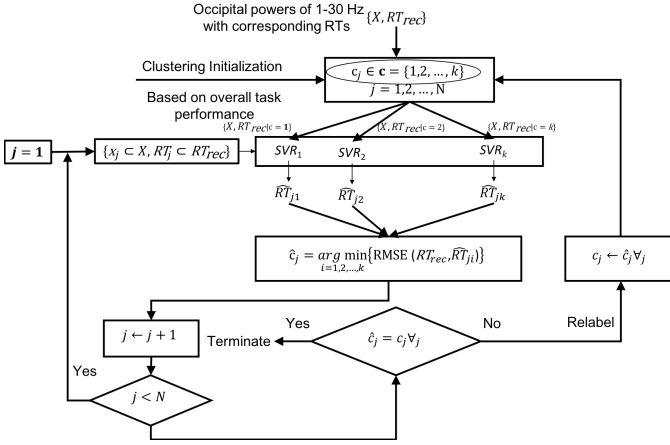 Occipital powers of 1-30 Hz {X, RT_rec}
with corresponding RTs
Clustering Initialization
c_j ∈ c = {1,2, ..., k}
j = 1,2, ..., N
Based on overall task
performance
{X, RT_rec|c = 1}
{X, RT_rec|c = 2}
{X, RT_rec|c = k}
j = 1
{x_j ⊂ X, RT_j ⊂ RT_rec}
SVR_1
SVR_2
SVR_k
R̂T_j1
R̂T_j2
R̂T_jk
ĉ_j = arg min{RMSE (RT_rec, R̂T_ji)}
i=1,2,...,k
c_j ← ĉ_j ∀_j
j ← j + 1
Terminate
Yes
ĉ_j = c_j ∀_j
No
Relabel
Yes
j < N